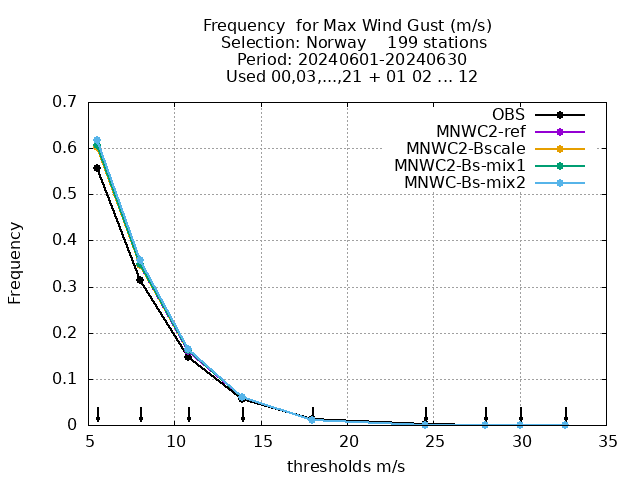 Frequency  for Max Wind Gust (m/s)
Selection: Norway    199 stations
Period: 20240601-20240630
Used 00,03,...,21 + 01 02 ... 12
0.7
0.6
0.5
0.4
0.3
0.2
0.1
0
Frequency
OBS
MNWC2-ref
MNWC2-Bscale
MNWC2-Bs-mix1
MNWC-Bs-mix2
5 10 15 20 25 30 35
thresholds m/s